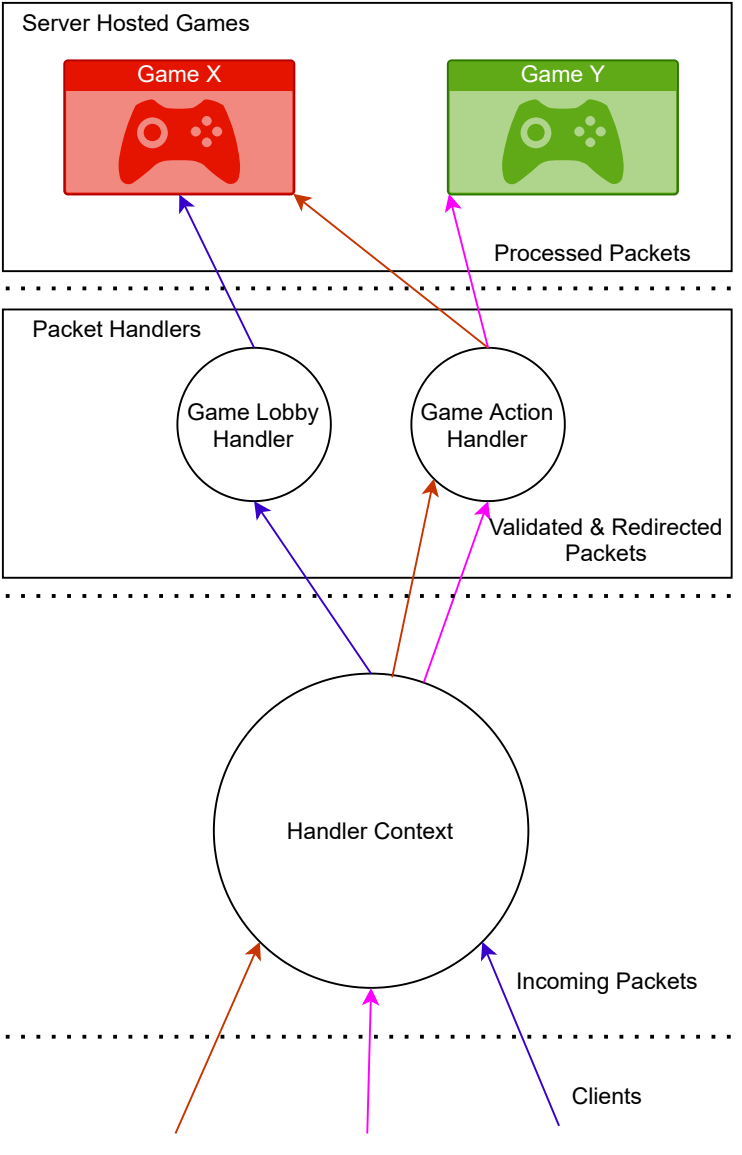 Server Hosted Games
Game X
Game Y
Processed Packets
Packet Handlers
Game Lobby
Handler
Game Action
Handler
Validated & Redirected
Packets
Handler Context
Incoming Packets
Clients